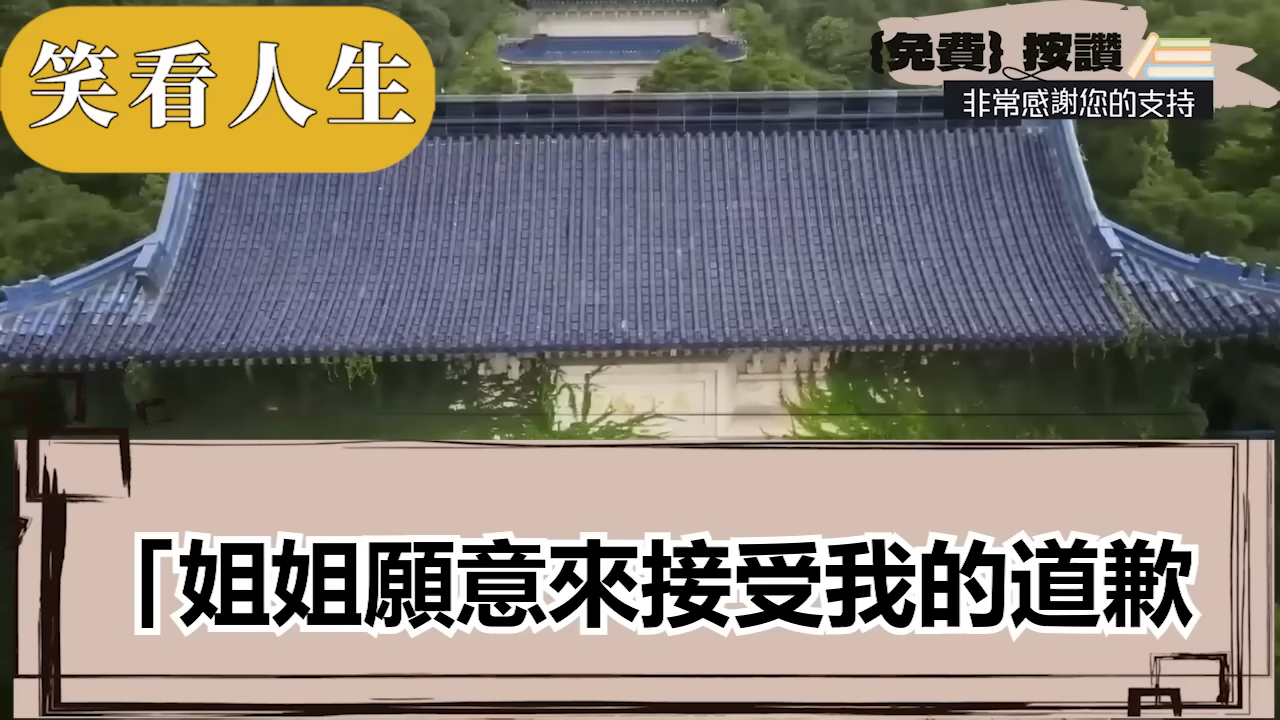 笑看人生
{免費} 按讚
非常感謝您的支持
「姐姐願意來接受我的道歉